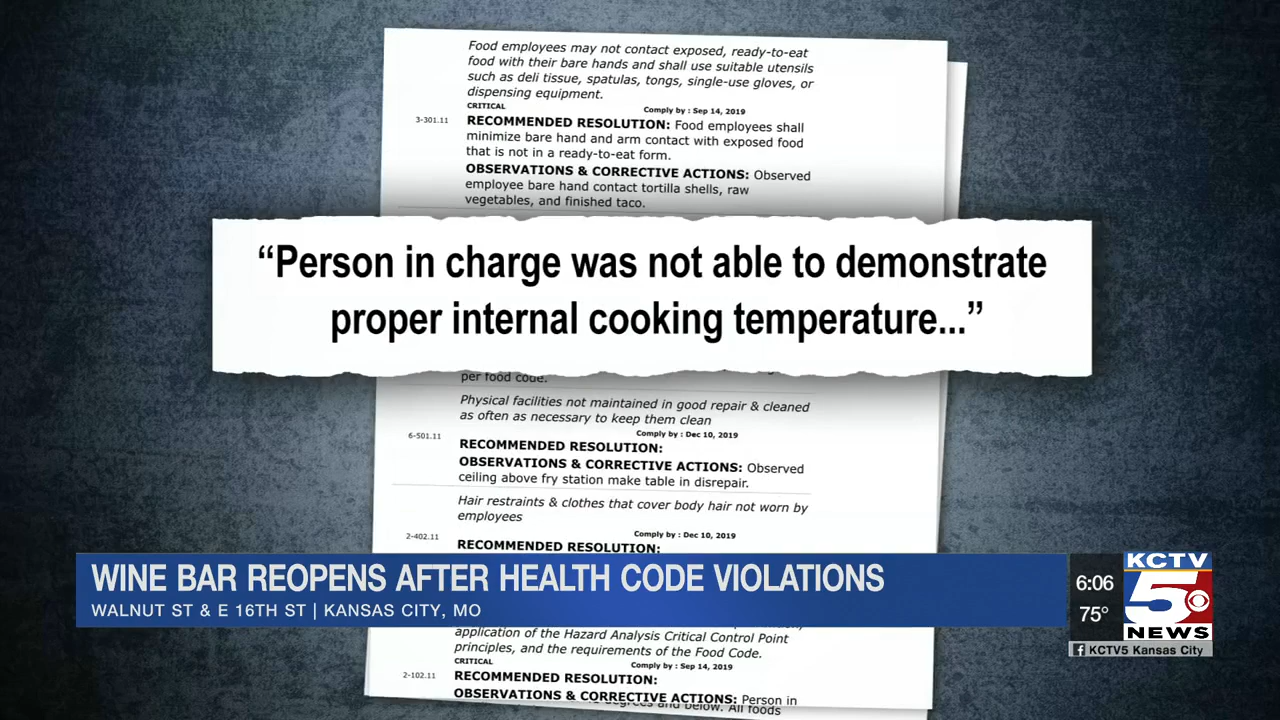 Food employees may not contact exposed, ready-to-eat
food with their bare hands and shall use suitable utensils
such as deli tissue, spatulas, tongs, single-use gloves, or
dispensing equipment.
CRITICAL Comply by : Sep 14, 2019
3-301.11 RECOMMENDED RESOLUTION: Food employees shall
minimize bare hand and arm contact with exposed food
that is not in a ready-to-eat form.
OBSERVATIONS & CORRECTIVE ACTIONS: Observed
employee bare hand contact tortilla shells, raw
vegetables, and finished taco.
“Person in charge was not able to demonstrate
proper internal cooking temperature...”
per food code.
Physical facilities not maintained in good repair & cleaned
as often as necessary to keep them clean
Comply by : Dec 10, 2019
6-501.11 RECOMMENDED RESOLUTION:
OBSERVATIONS & CORRECTIVE ACTIONS: Observed
ceiling above fry station make table in disrepair.
Hair restraints & clothes that cover body hair not worn by
employees
Comply by : Dec 10, 2019
2-402.11 RECOMMENDED RESOLUTION:
WINE BAR REOPENS AFTER HEALTH CODE VIOLATIONS
WALNUT ST & E 16TH ST | KANSAS CITY, MO
6:06
75°
KCTV
5
NEWS
KCTV5 Kansas City
application of the Hazard Analysis Critical Control Point
principles, and the requirements of the Food Code.
CRITICAL Comply by : Sep 14, 2019
2-102.11 RECOMMENDED RESOLUTION:
OBSERVATIONS & CORRECTIVE ACTIONS: Person in
degrees and below. All foods